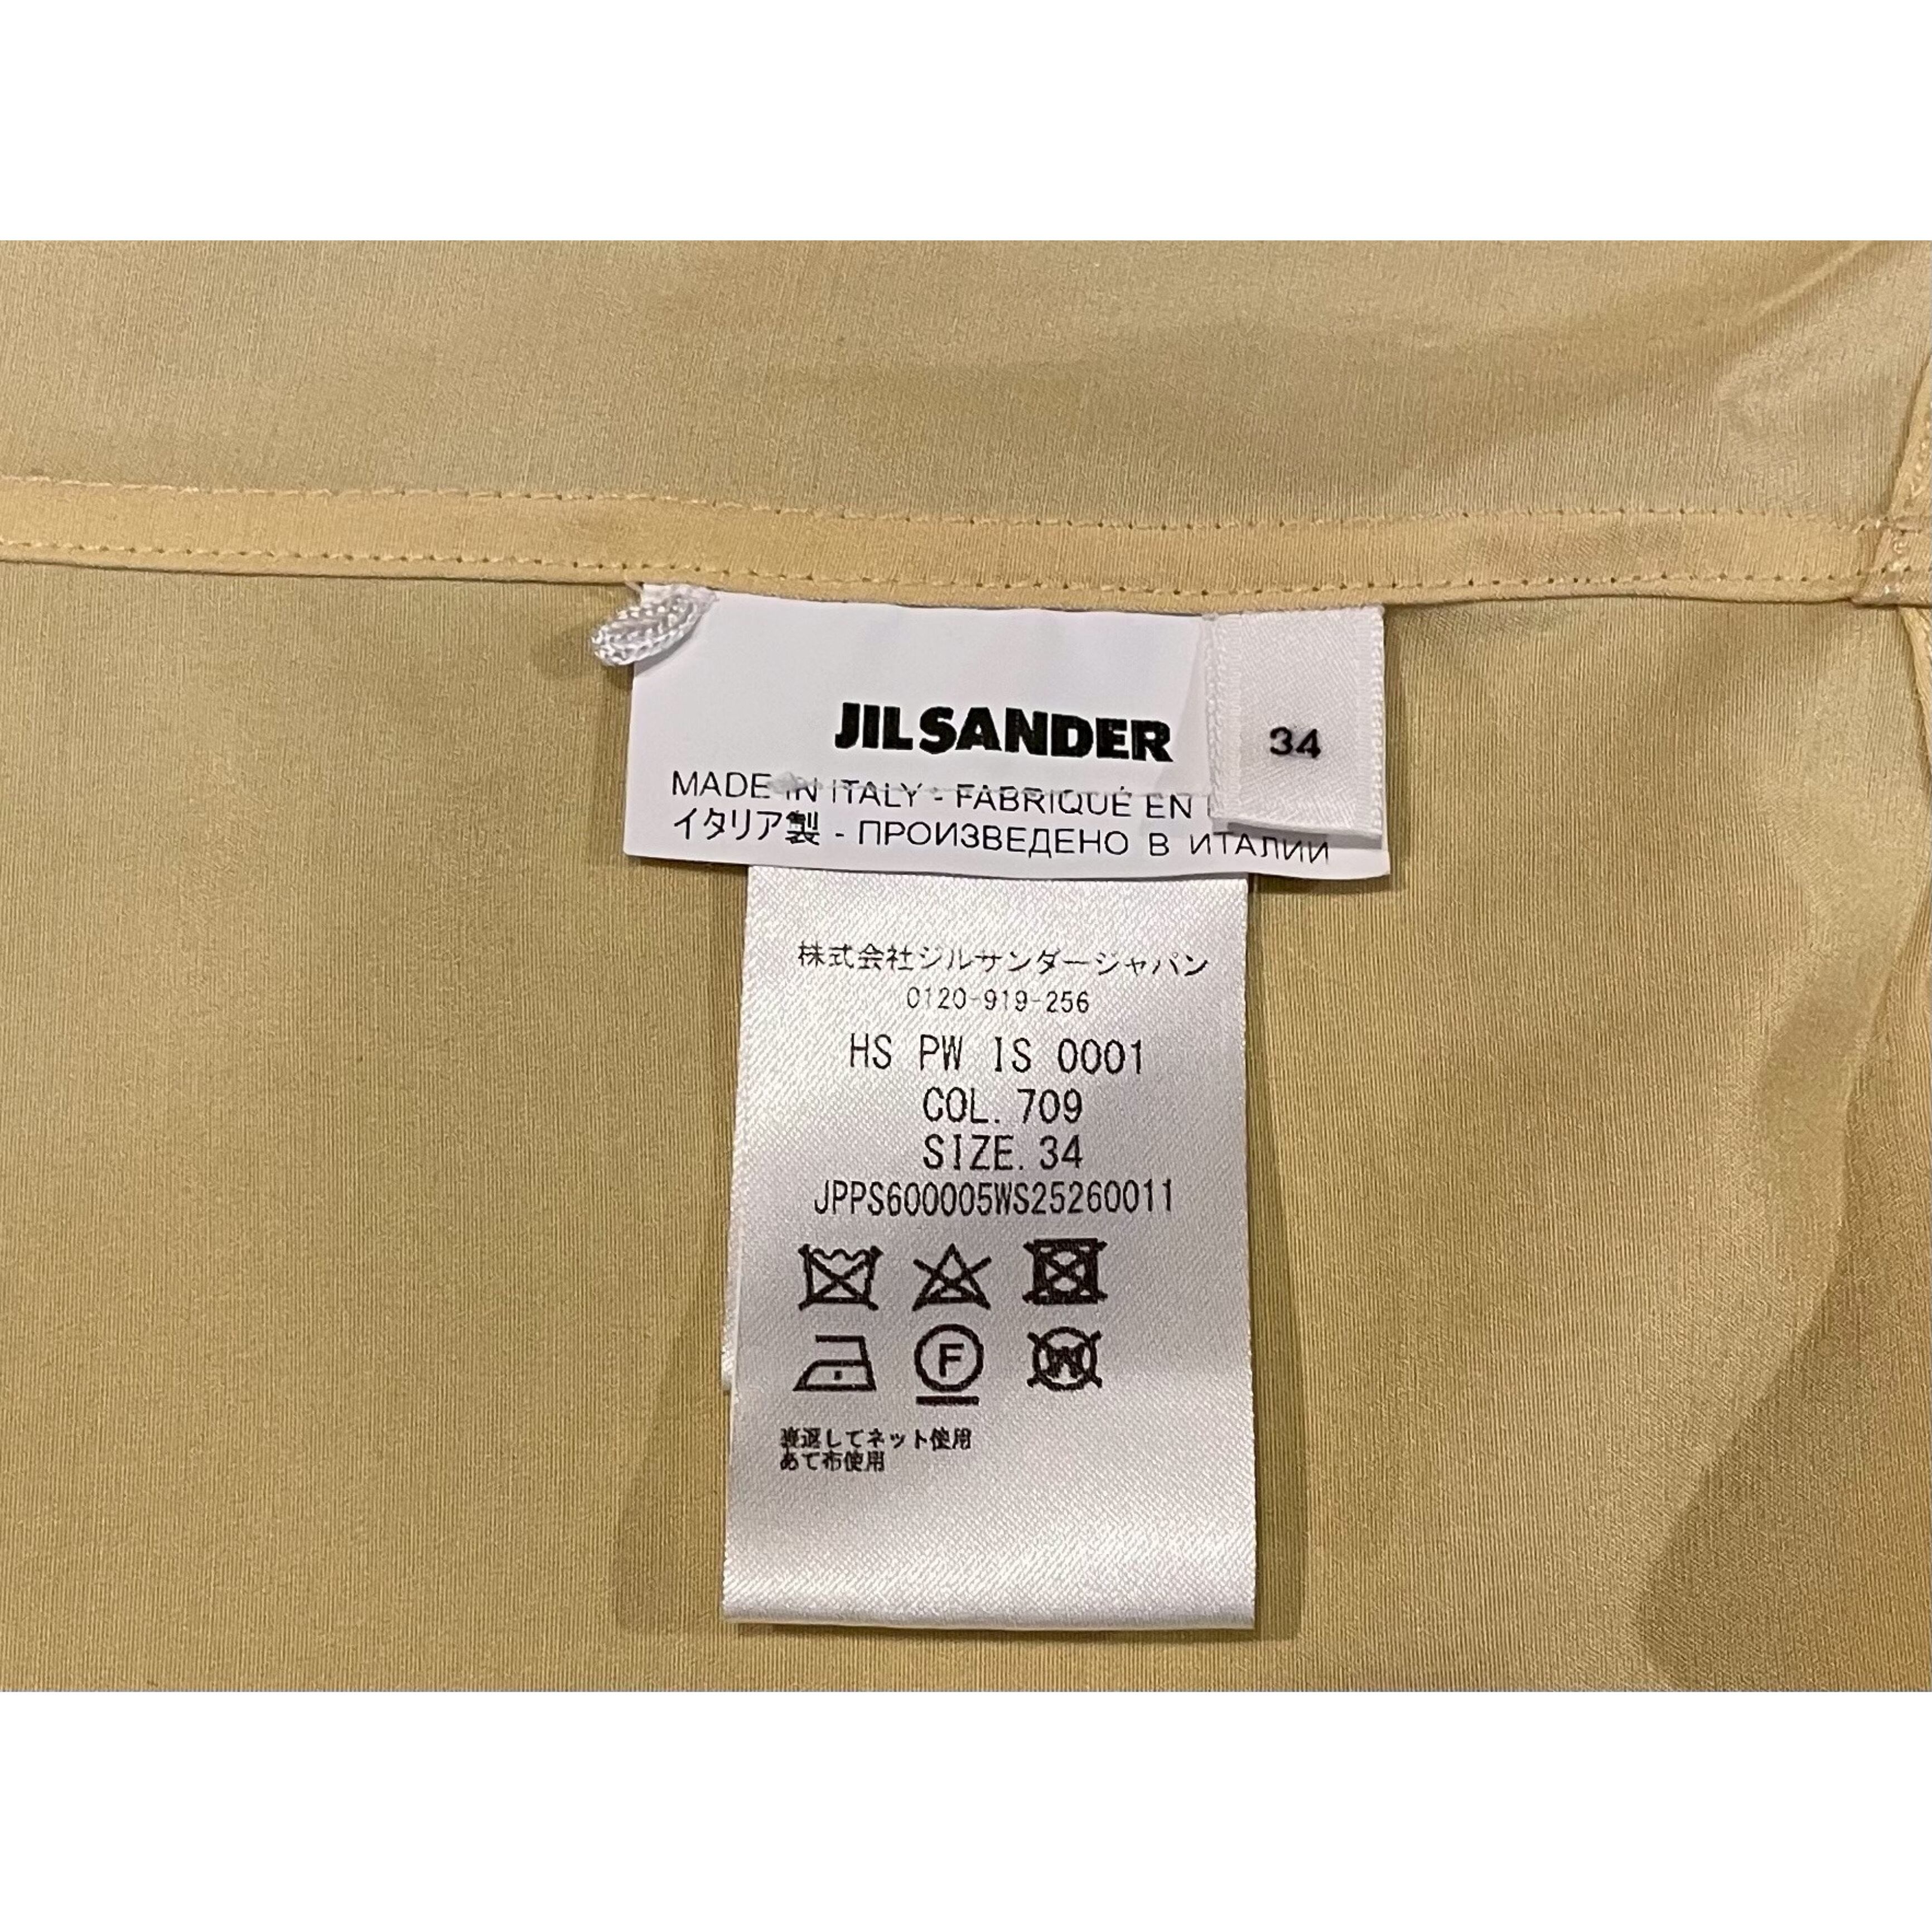 JIL SANDER
34
MADE IN ITALY - FABRIQUÉ EN
イタリア製 - ПРОИЗВЕДЕНО В ИТАЛИИ
株式会社ジルサンダージャパン
0120-919-256
HS PW IS 0001
COL. 709
SIZE. 34
JPPS600005WS25260011
F
W
裏返してネット使用
あて布使用